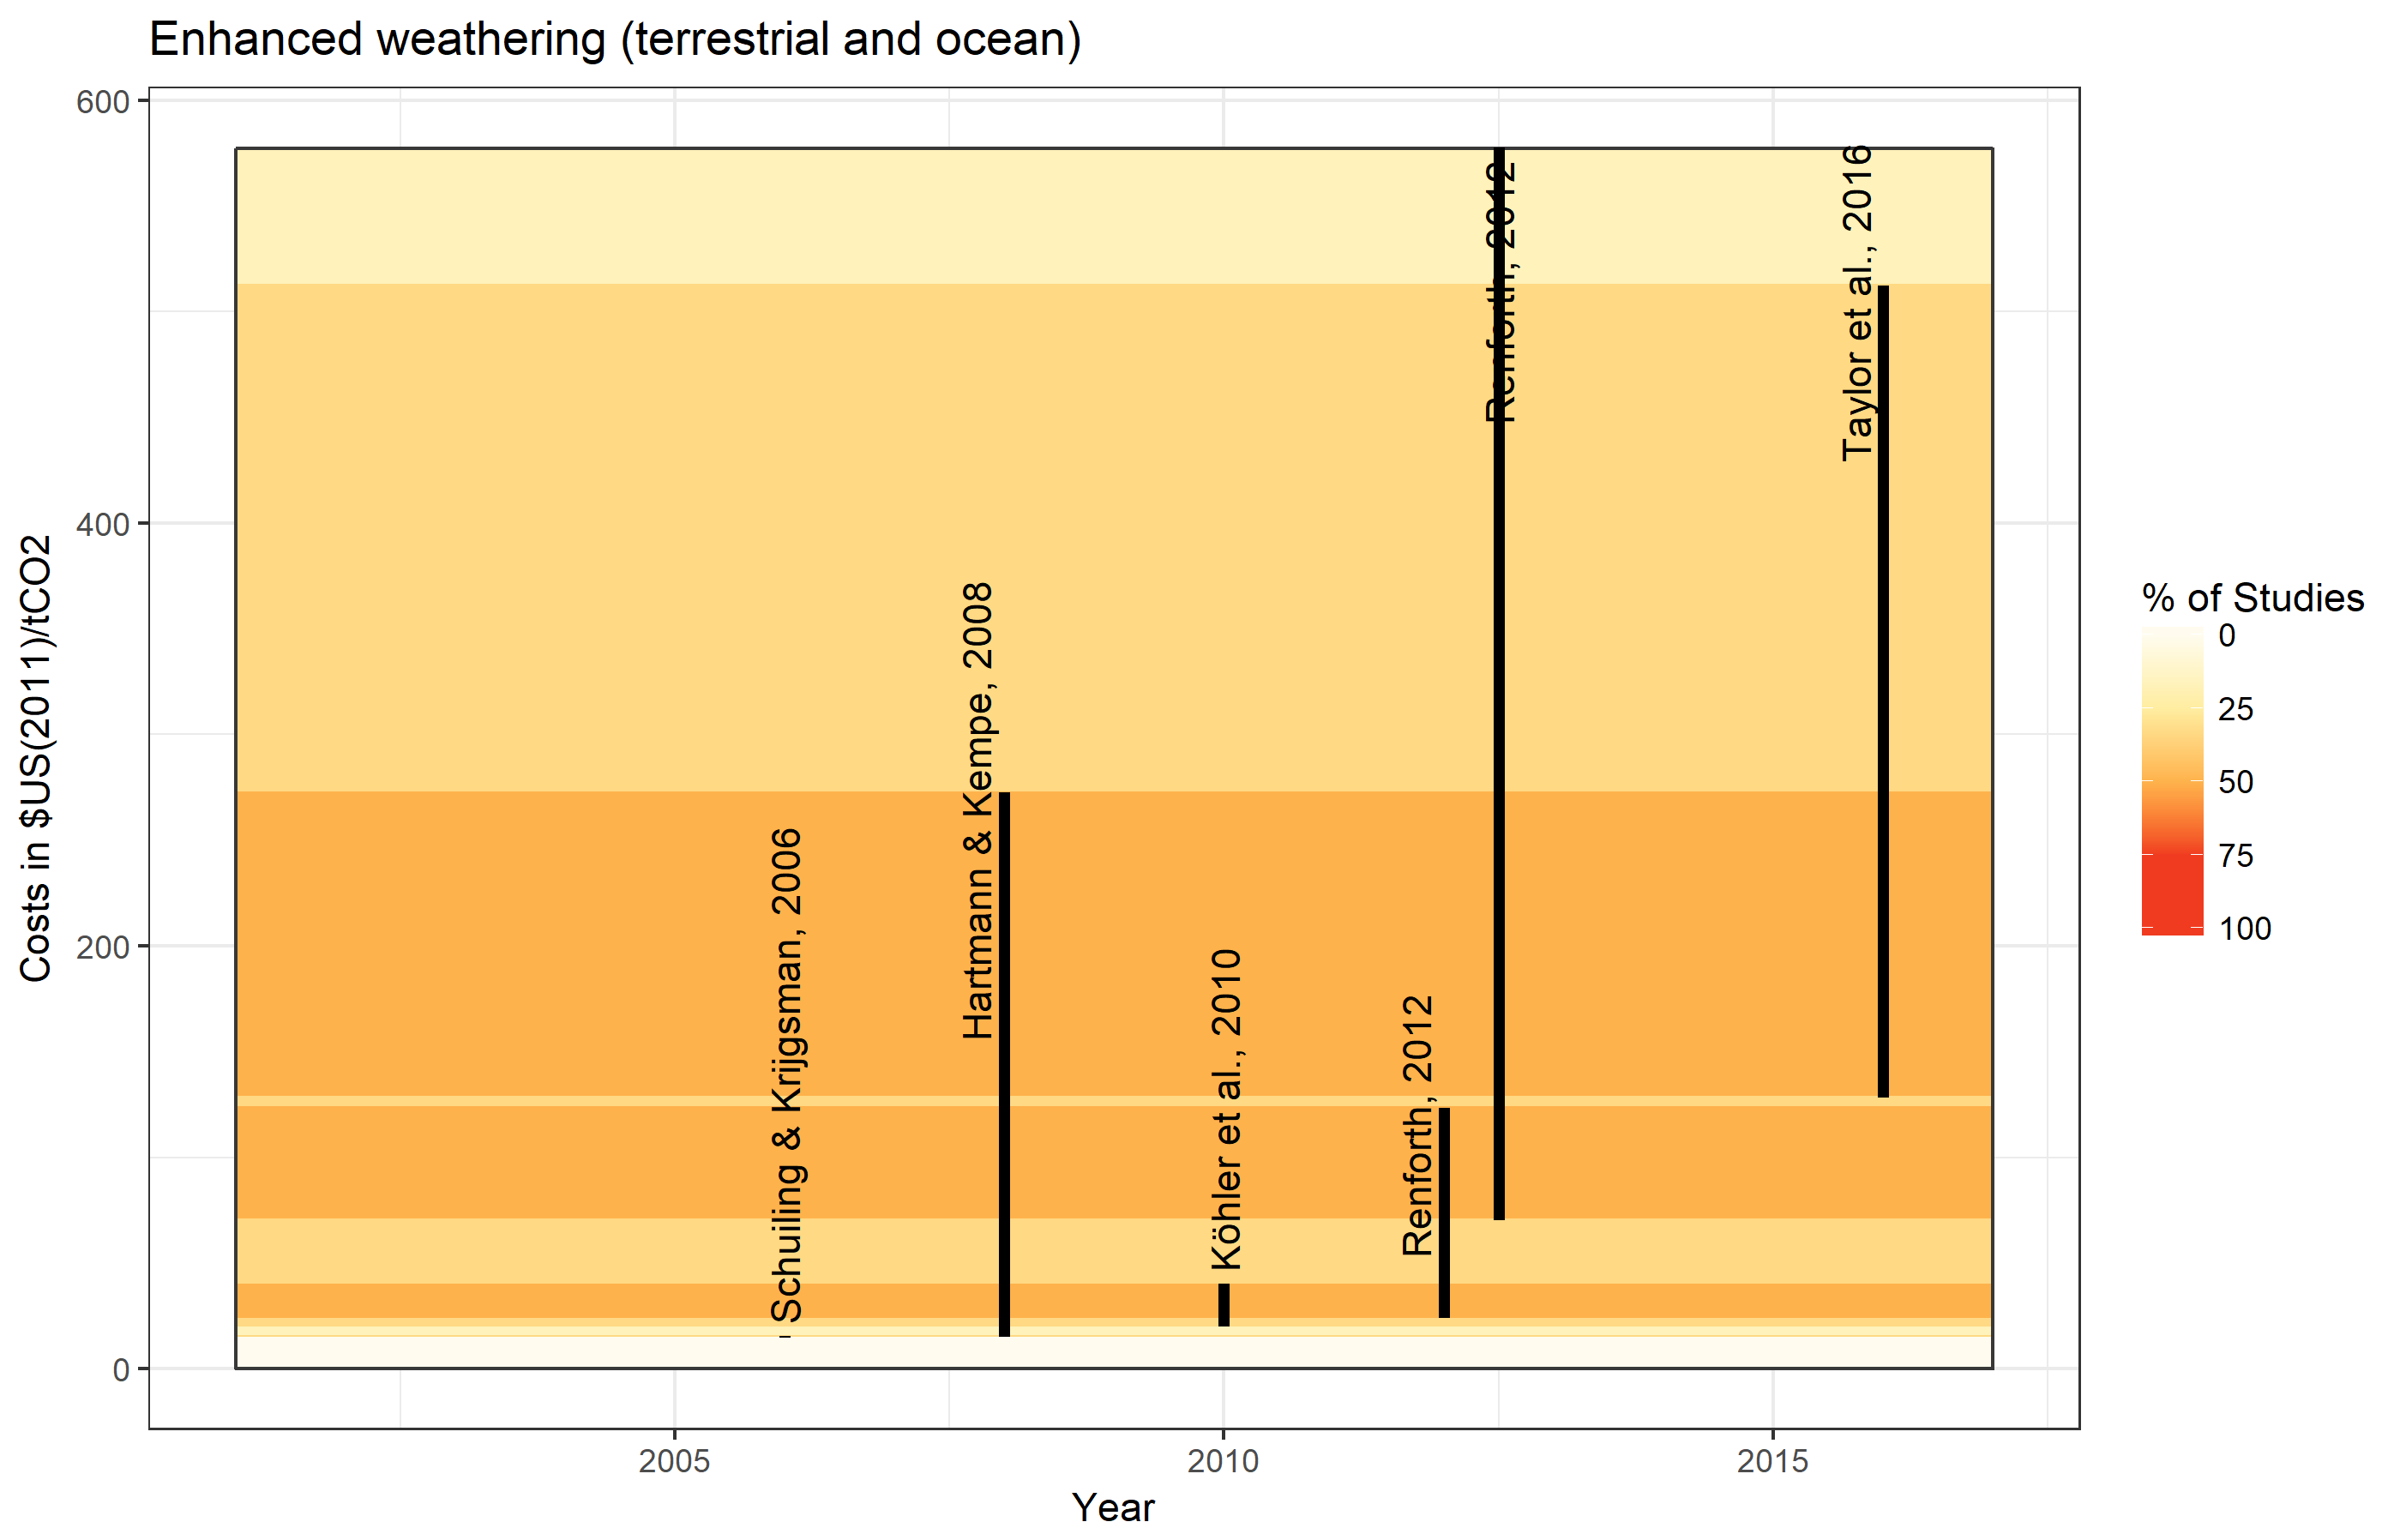 Enhanced weathering (terrestrial and ocean)
Costs in $US(2011)/tCO2
600
400
200
0
Schuiling & Krijgsman, 2006
Hartmann & Kempe, 2008
Köhler et al., 2010
Renforth, 2012
Renforth, 2012
Taylor et al., 2016
2005
2010
2015
Year
% of Studies
0
25
50
75
100